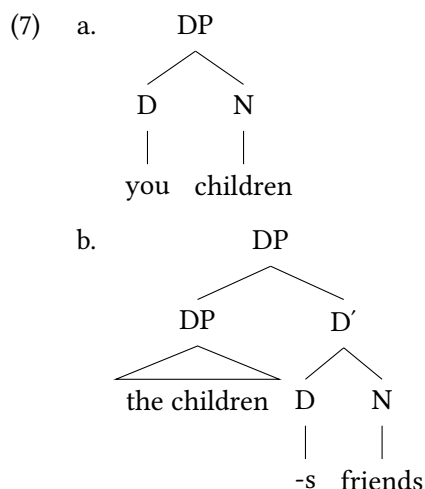 (7) a. DP
D N
you children
b. DP
DP D′
the children D N
-s friends